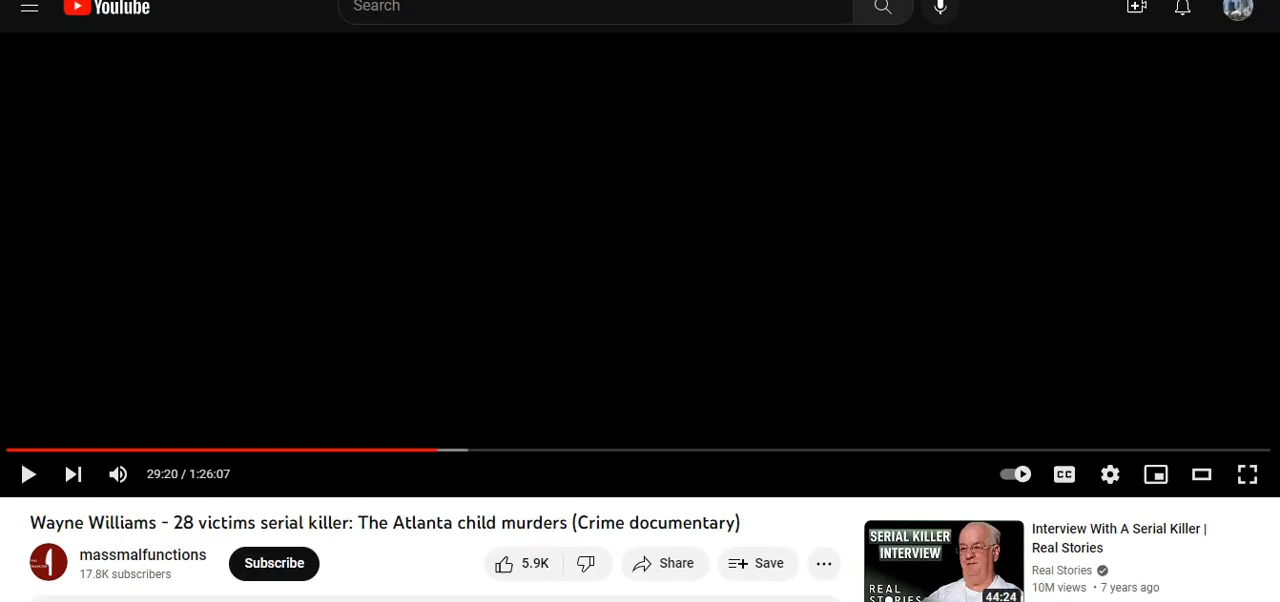 YouTube
Search
29:20 / 1:26:07
CC
Wayne Williams - 28 victims serial killer: The Atlanta child murders (Crime documentary)
massmalfunctions
17.8K subscribers
Subscribe
5.9K
Share
Save
SERIAL KILLER
INTERVIEW
REAL
STORIES
44:24
Interview With A Serial Killer |
Real Stories
Real Stories
10M views • 7 years ago